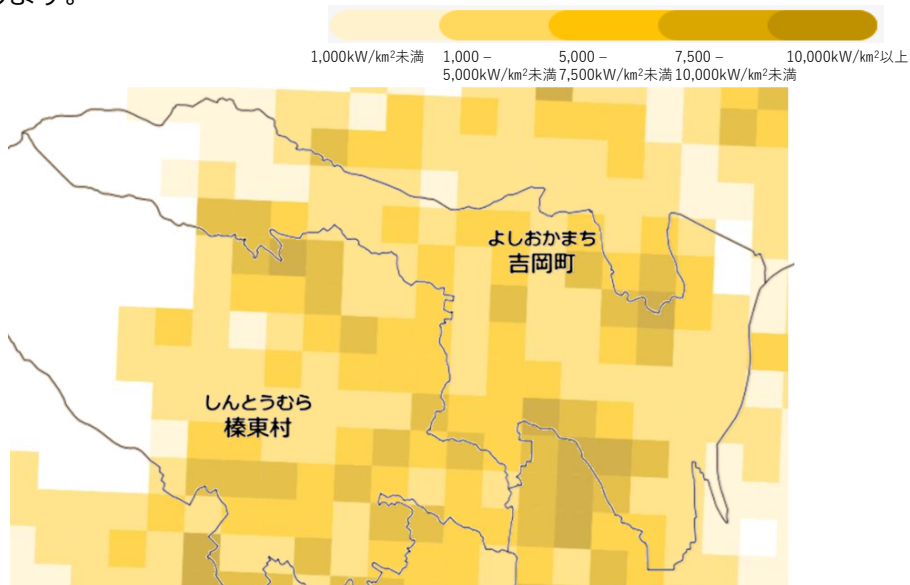 します。
1,000kW/km²未満 1,000 – 5,000 – 7,500 – 10,000kW/km²以上
5,000kW/km²未満 7,500kW/km²未満 10,000kW/km²未満
よしおかまち
吉岡町
しんとうむら
榛東村